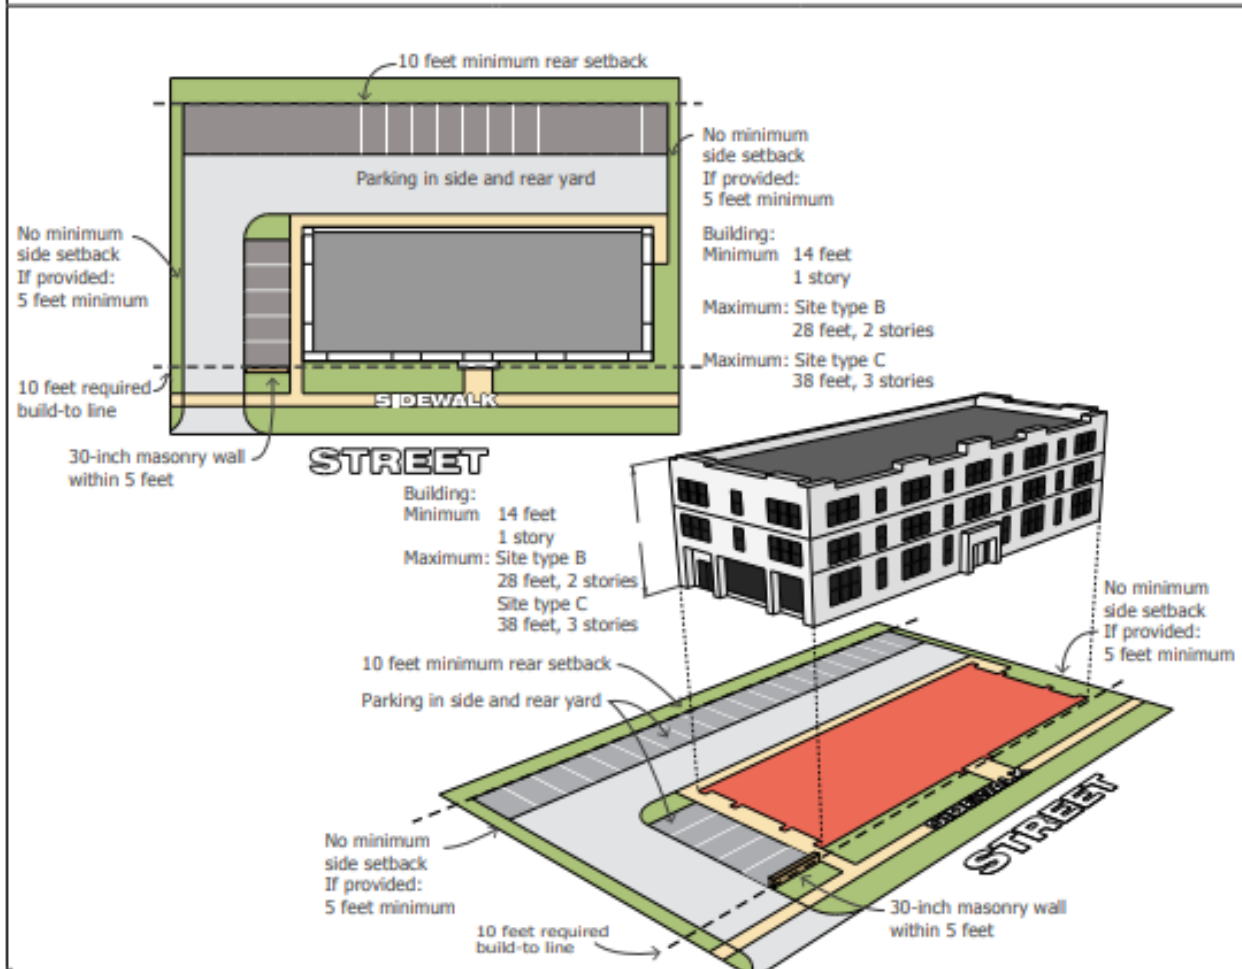 10 feet minimum rear setback
No minimum
side setback
If provided:
5 feet minimum
Parking in side and rear yard
No minimum
side setback
If provided:
5 feet minimum
Building:
Minimum 14 feet
1 story
Maximum: Site type B
28 feet, 2 stories
Maximum: Site type C
38 feet, 3 stories
10 feet required
build-to line
SIDEWALK
30-inch masonry wall
within 5 feet
STREET
Building:
Minimum 14 feet
1 story
Maximum: Site type B
28 feet, 2 stories
Site type C
38 feet, 3 stories
No minimum
side setback
If provided:
5 feet minimum
10 feet minimum rear setback
Parking in side and rear yard
SIDEWALK
STREET
No minimum
side setback
If provided:
5 feet minimum
30-inch masonry wall
within 5 feet
10 feet required
build-to line